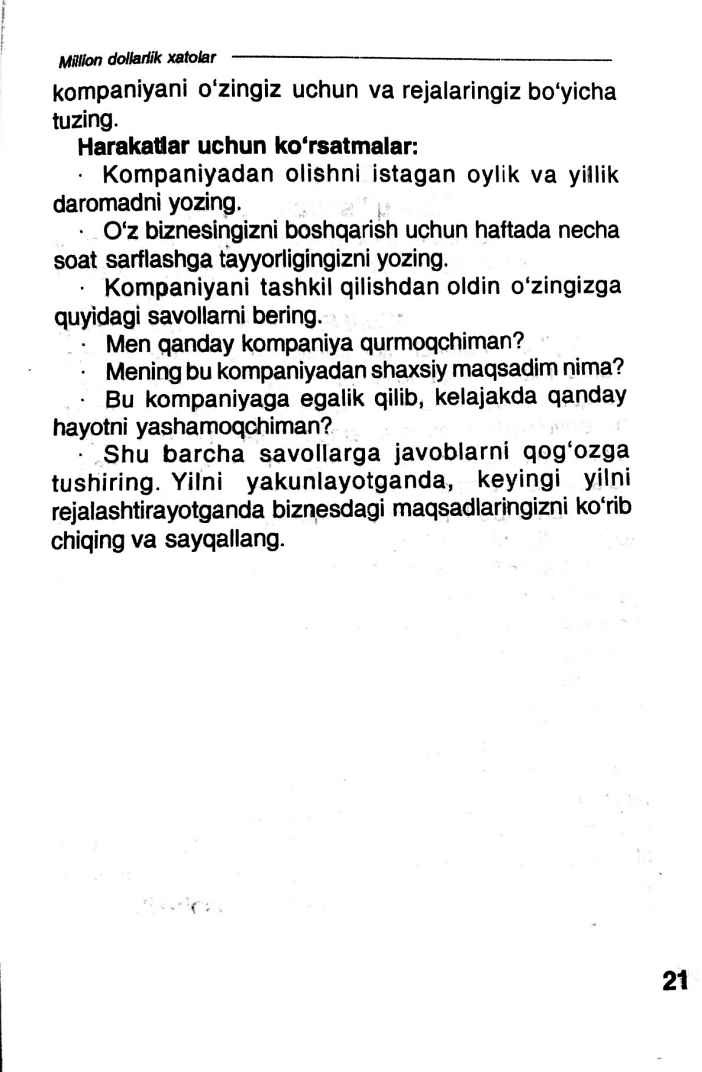 Million dollarlik xatolar
kompaniyani o‘zingiz uchun va rejalaringiz bo‘yicha
tuzing.
Harakatlar uchun ko‘rsatmalar:
· Kompaniyadan olishni istagan oylik va yillik
daromadni yozing.
· O‘z biznesingizni boshqarish uchun haftada necha
soat sarflashga tayyorligingizni yozing.
· Kompaniyani tashkil qilishdan oldin o‘zingizga
quyidagi savollarni bering.
· Men qanday kompaniya qurmoqchiman?
· Mening bu kompaniyadan shaxsiy maqsadim nima?
· Bu kompaniyaga egalik qilib, kelajakda qanday
hayotni yashamoqchiman?
· Shu barcha savollarga javoblarni qog‘ozga
tushiring. Yilni yakunlayotganda, keyingi yilni
rejalashtirayotganda biznesdagi maqsadlaringizni ko‘rib
chiqing va sayqallang.
21